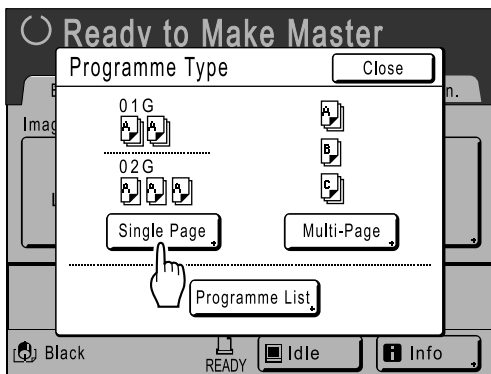 Ready to Make Master
Programme Type
Close
01G
A A
A
B
02G
A A A
C
Single Page
Multi-Page
Programme List
Imag
Black
READY
Idle
Info